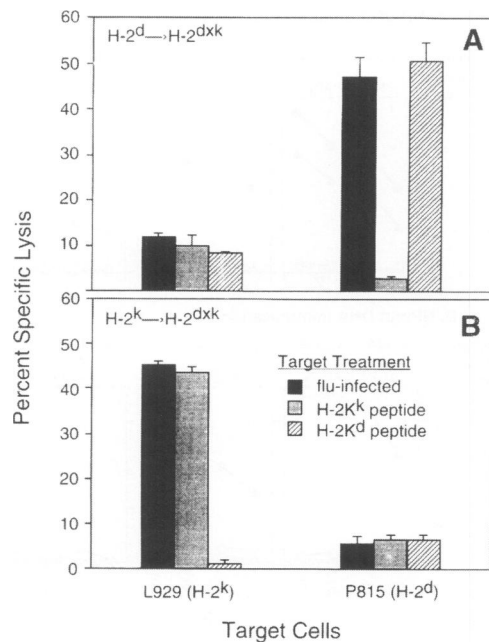 H-2d→H-2dxk
A
60
50
40
30
20
10
H-2k→H-2dxk
B
60
50
40
30
20
10
0
Percent Specific Lysis
Target Treatment
flu-infected
H-2Kk peptide
H-2Kd peptide
L929 (H-2k)
P815 (H-2d)
Target Cells